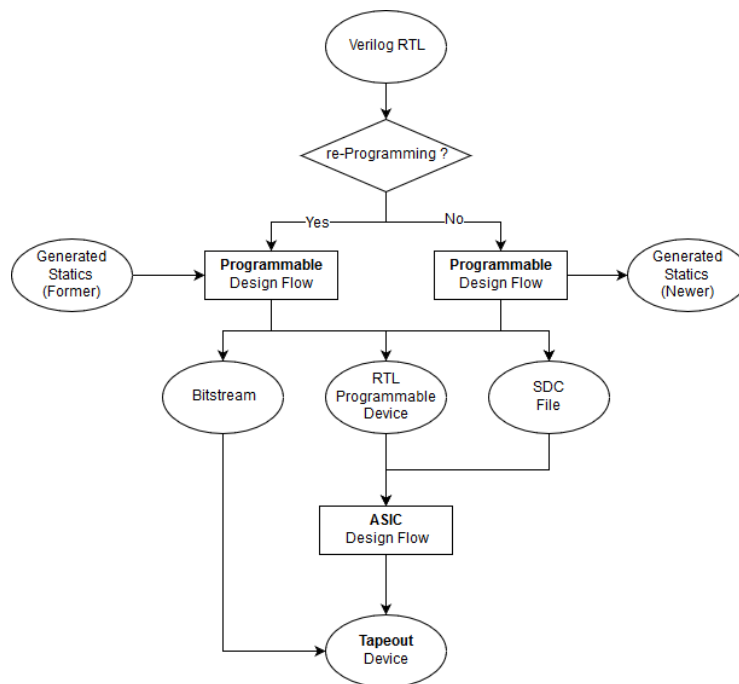 Verilog RTL
re-Programming ?
Yes
No
Generated
Statics
(Former)
Programmable
Design Flow
Programmable
Design Flow
Generated
Statics
(Newer)
Bitstream
RTL
Programmable
Device
SDC
File
ASIC
Design Flow
Tapeout
Device